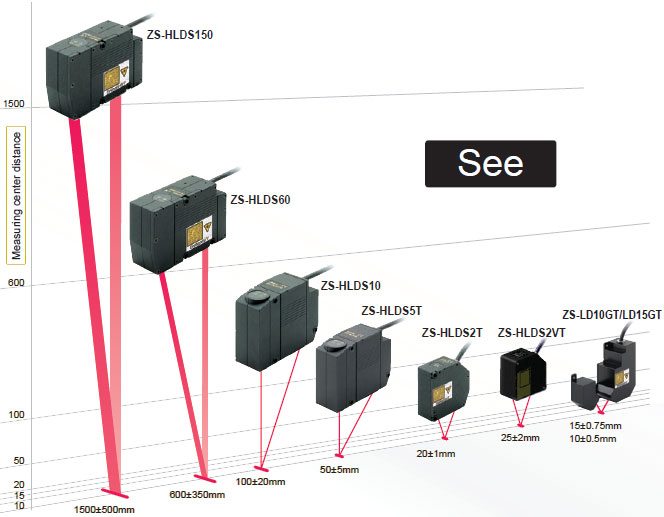 ZS-HLDS150
1500
See
Measuring center distance
ZS-HLDS60
600
ZS-HLDS10
ZS-HLDS5T
ZS-HLDS2T
ZS-HLDS2VT
ZS-LD10GT/LD15GT
100
15±0.75mm
10±0.5mm
25±2mm
20±1mm
50
50±5mm
100±20mm
20
15
10
600±350mm
1500±500mm